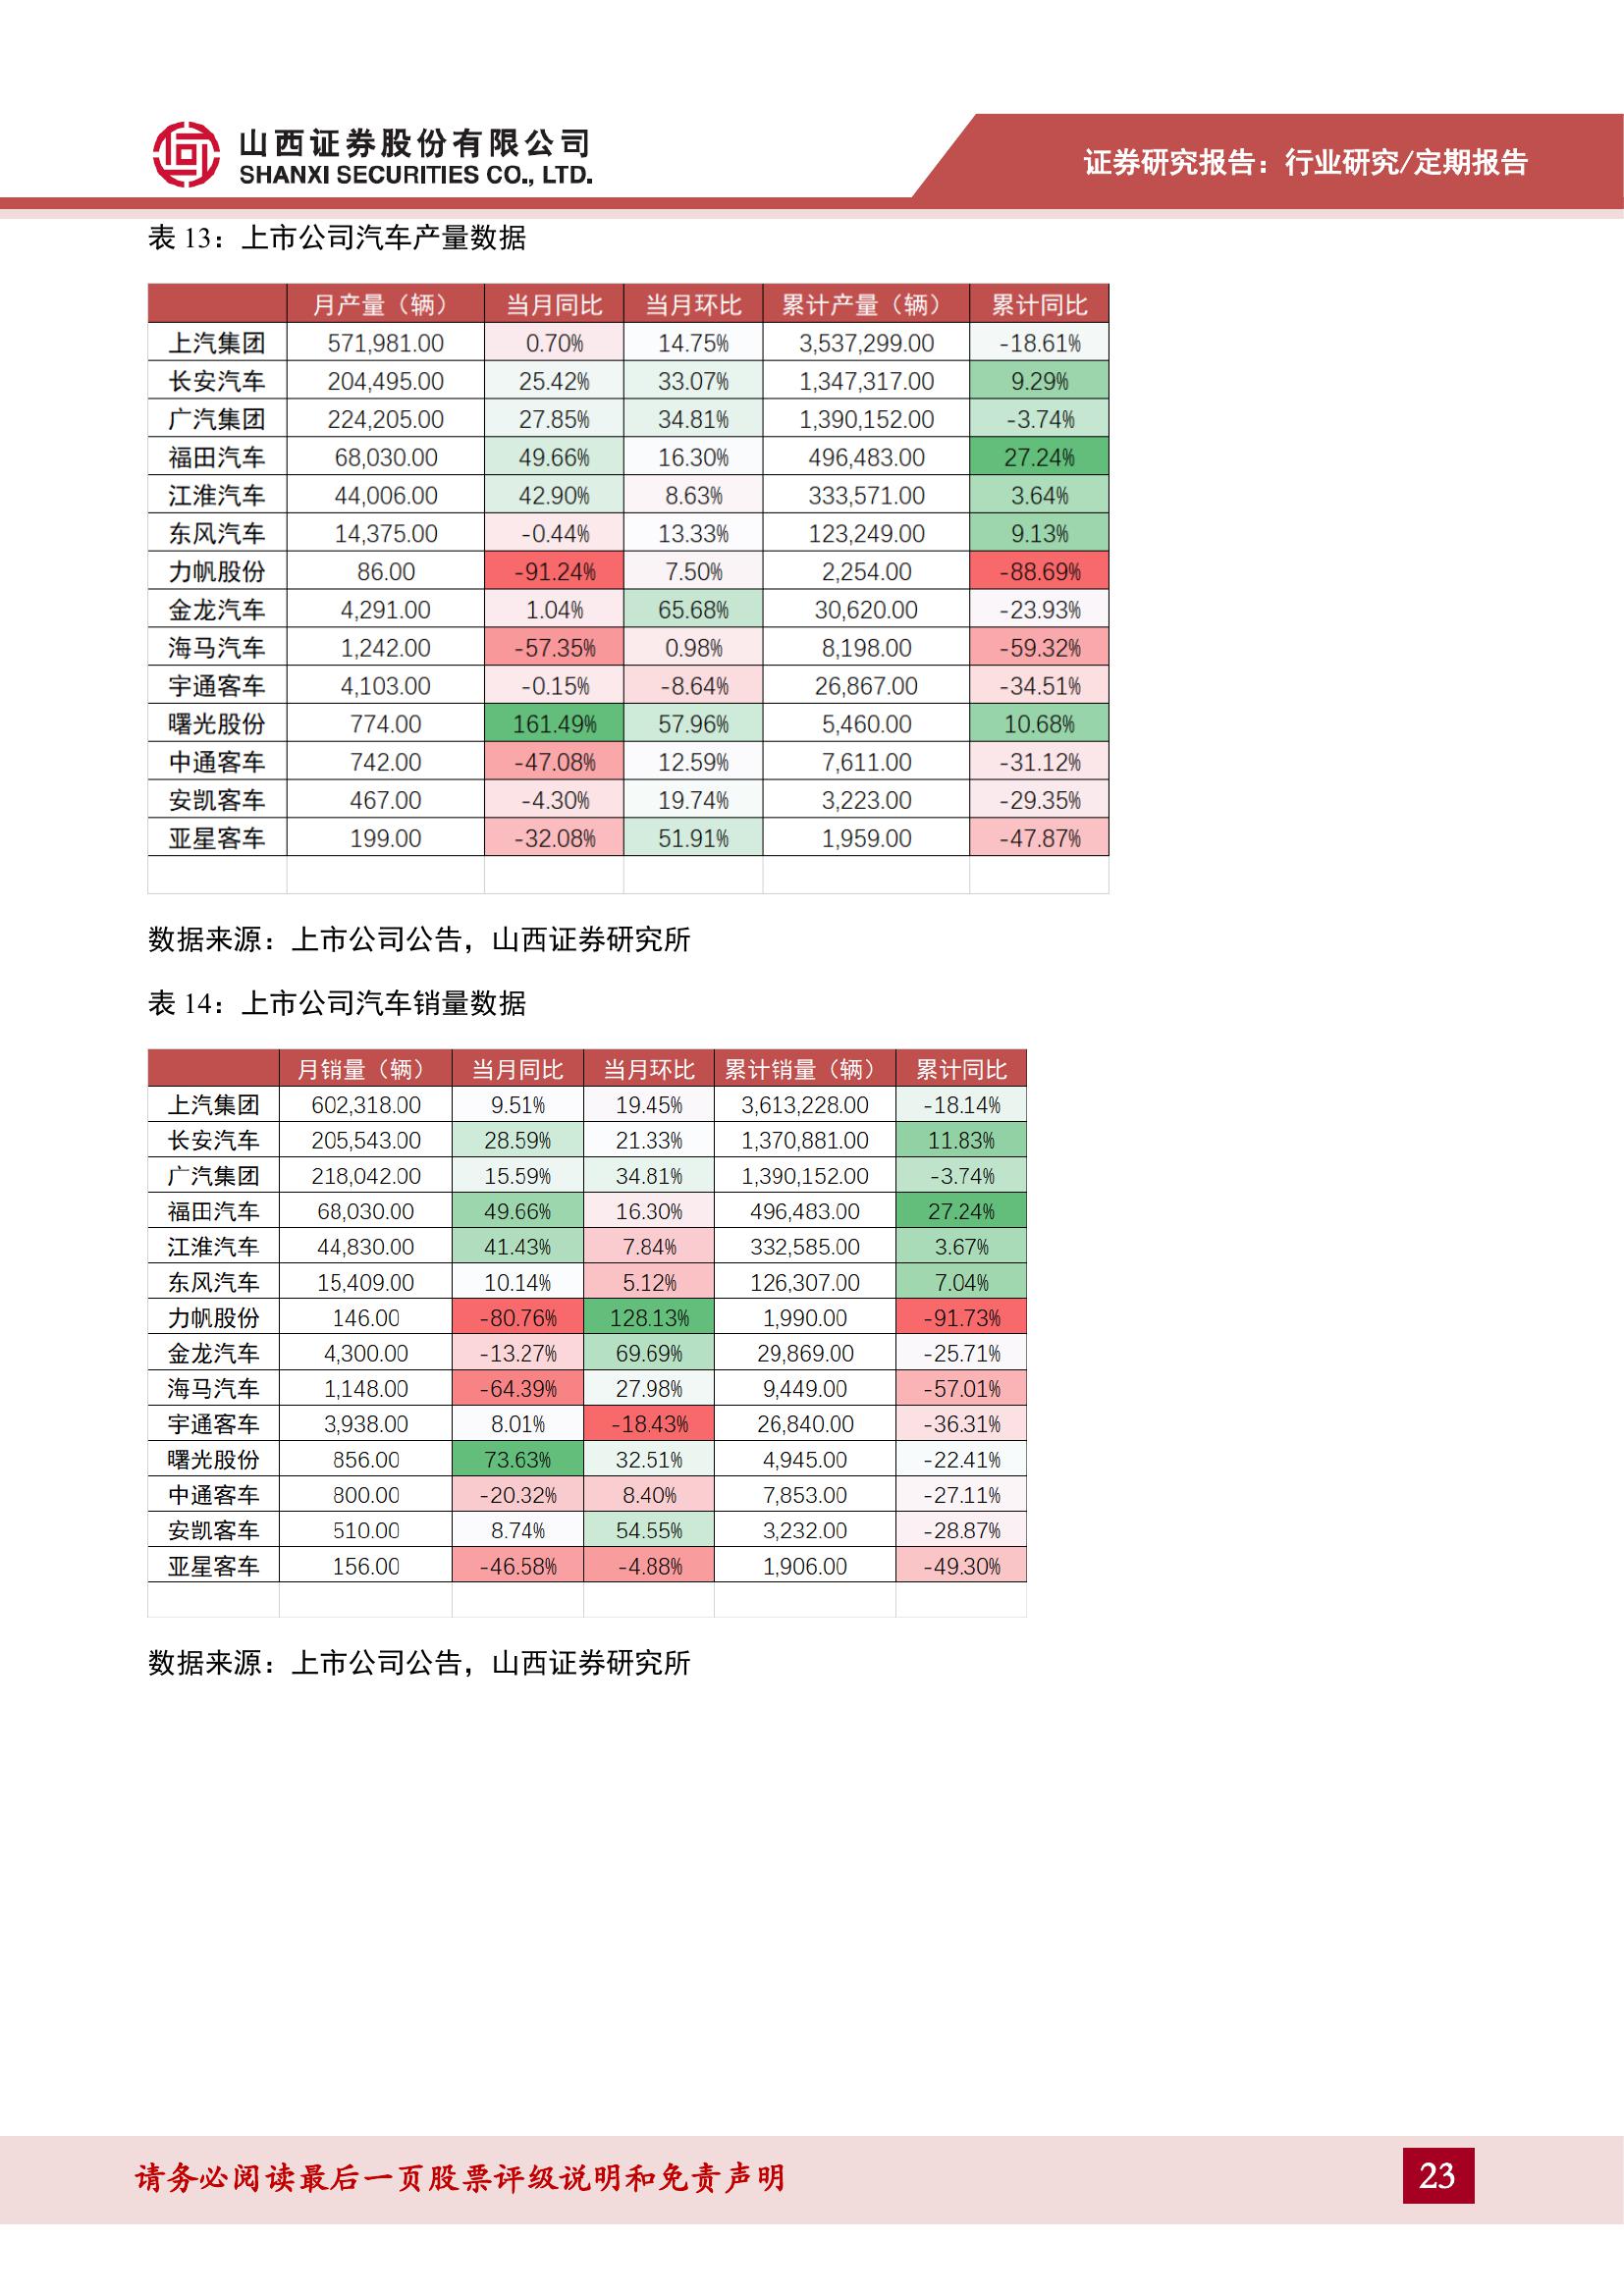 山西证券股份有限公司
SHANXI SECURITIES CO., LTD.
证券研究报告：行业研究/定期报告
表 13：上市公司汽车产量数据
月产量（辆） 当月同比 当月环比 累计产量（辆） 累计同比
上汽集团 571,981.00 0.70% 14.75% 3,537,299.00 -18.61%
长安汽车 204,495.00 25.42% 33.07% 1,347,317.00 9.29%
广汽集团 224,205.00 27.85% 34.81% 1,390,152.00 -3.74%
福田汽车 68,030.00 49.66% 16.30% 496,483.00 27.24%
江淮汽车 44,006.00 42.90% 8.63% 333,571.00 3.64%
东风汽车 14,375.00 -0.44% 13.33% 123,249.00 9.13%
力帆股份 86.00 -91.24% 7.50% 2,254.00 -88.69%
金龙汽车 4,291.00 1.04% 65.68% 30,620.00 -23.93%
海马汽车 1,242.00 -57.35% 0.98% 8,198.00 -59.32%
宇通客车 4,103.00 -0.15% -8.64% 26,867.00 -34.51%
曙光股份 774.00 161.49% 57.96% 5,460.00 10.68%
中通客车 742.00 -47.08% 12.59% 7,611.00 -31.12%
安凯客车 467.00 -4.30% 19.74% 3,223.00 -29.35%
亚星客车 199.00 -32.08% 51.91% 1,959.00 -47.87%
数据来源：上市公司公告，山西证券研究所
表 14：上市公司汽车销量数据
月销量（辆） 当月同比 当月环比 累计销量（辆） 累计同比
上汽集团 602,318.00 9.51% 19.45% 3,613,228.00 -18.14%
长安汽车 205,543.00 28.59% 21.33% 1,370,881.00 11.83%
广汽集团 218,042.00 15.59% 34.81% 1,390,152.00 -3.74%
福田汽车 68,030.00 49.66% 16.30% 496,483.00 27.24%
江淮汽车 44,830.00 41.43% 7.84% 332,585.00 3.67%
东风汽车 15,409.00 10.14% 5.12% 126,307.00 7.04%
力帆股份 146.00 -80.76% 128.13% 1,990.00 -91.73%
金龙汽车 4,300.00 -13.27% 69.69% 29,869.00 -25.71%
海马汽车 1,148.00 -64.39% 27.98% 9,449.00 -57.01%
宇通客车 3,938.00 8.01% -18.43% 26,840.00 -36.31%
曙光股份 856.00 73.63% 32.51% 4,945.00 -22.41%
中通客车 800.00 -20.32% 8.40% 7,853.00 -27.11%
安凯客车 510.00 8.74% 54.55% 3,232.00 -28.87%
亚星客车 156.00 -46.58% -4.88% 1,906.00 -49.30%
数据来源：上市公司公告，山西证券研究所
请务必阅读最后一页股票评级说明和免责声明
23